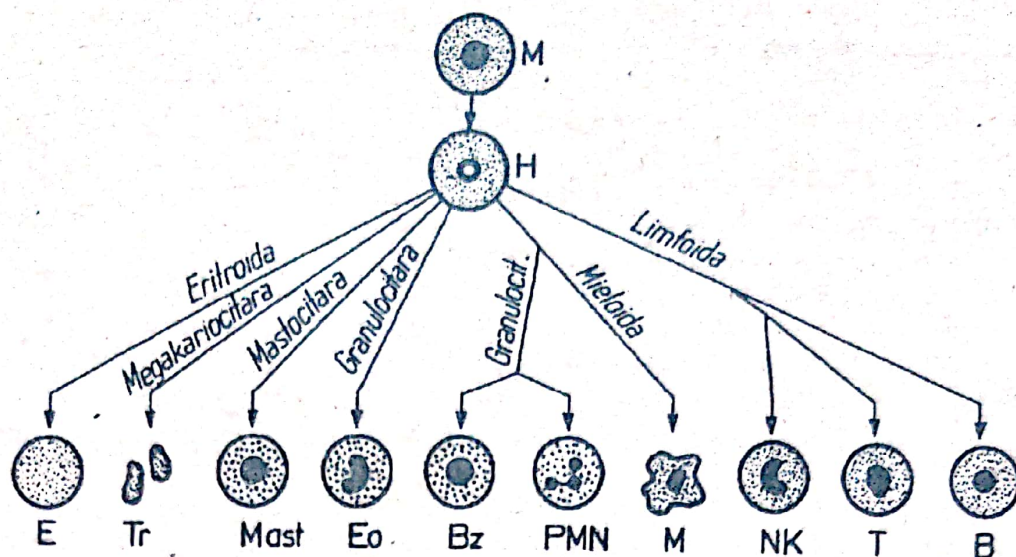 M
H
Eritroida
Megakariocitara
Mastocitara
Granulocitara
Granulocit.
Mieloida
Limfoida
E Tr Mast Eo Bz PMN M NK T B